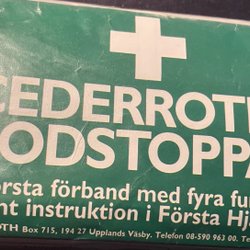 CEDERROTH
ODSTOPPA
örsta förband med fyra fu
nt instruktion i Första Hj
OTH Box 715, 194 27 Upplands Väsby. Telefon 08-590 963 00. T